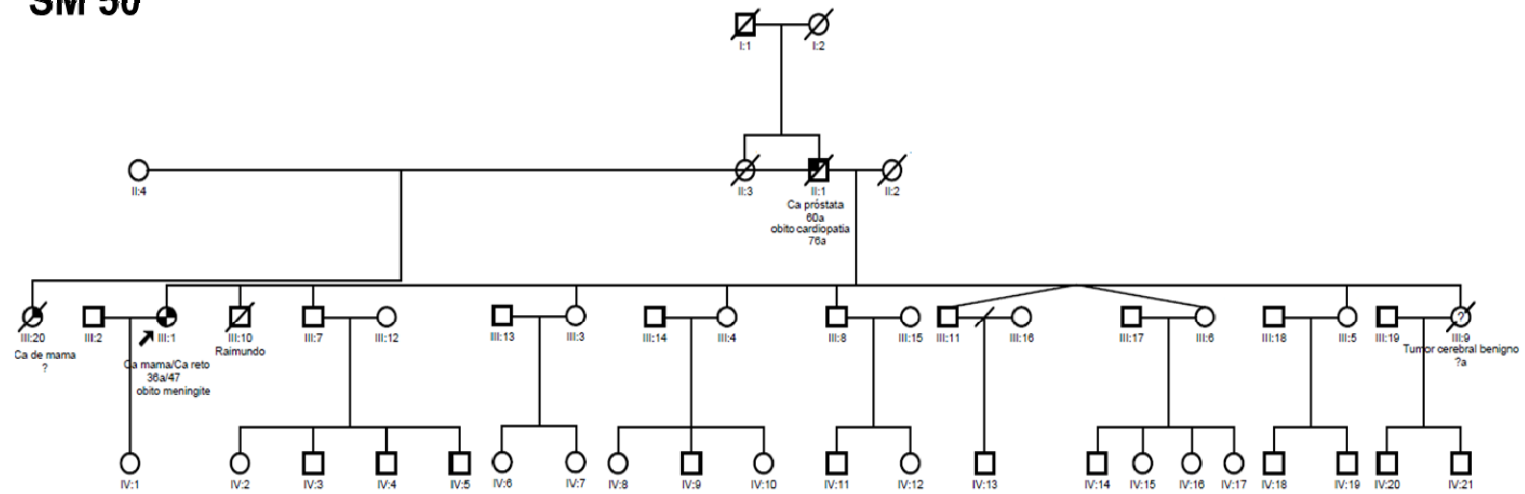 SM 50
I:1 I:2
II:4 II:3 II:1 II:2
Ca próstata
60a
obito cardiopatia
76a
III:20 III:2 III:1 III:10 III:7 III:12 III:13 III:3 III:14 III:4 III:8 III:15 III:11 III:16 III:17 III:6 III:18 III:5 III:19 ? III:9
Ca de mama
?
Ca mama/Ca reto
36a/47
obito meningite
Raimundo
Tumor cerebral benigno
?a
IV:1 IV:2 IV:3 IV:4 IV:5 IV:6 IV:7 IV:8 IV:9 IV:10 IV:11 IV:12 IV:13 IV:14 IV:15 IV:16 IV:17 IV:18 IV:19 IV:20 IV:21